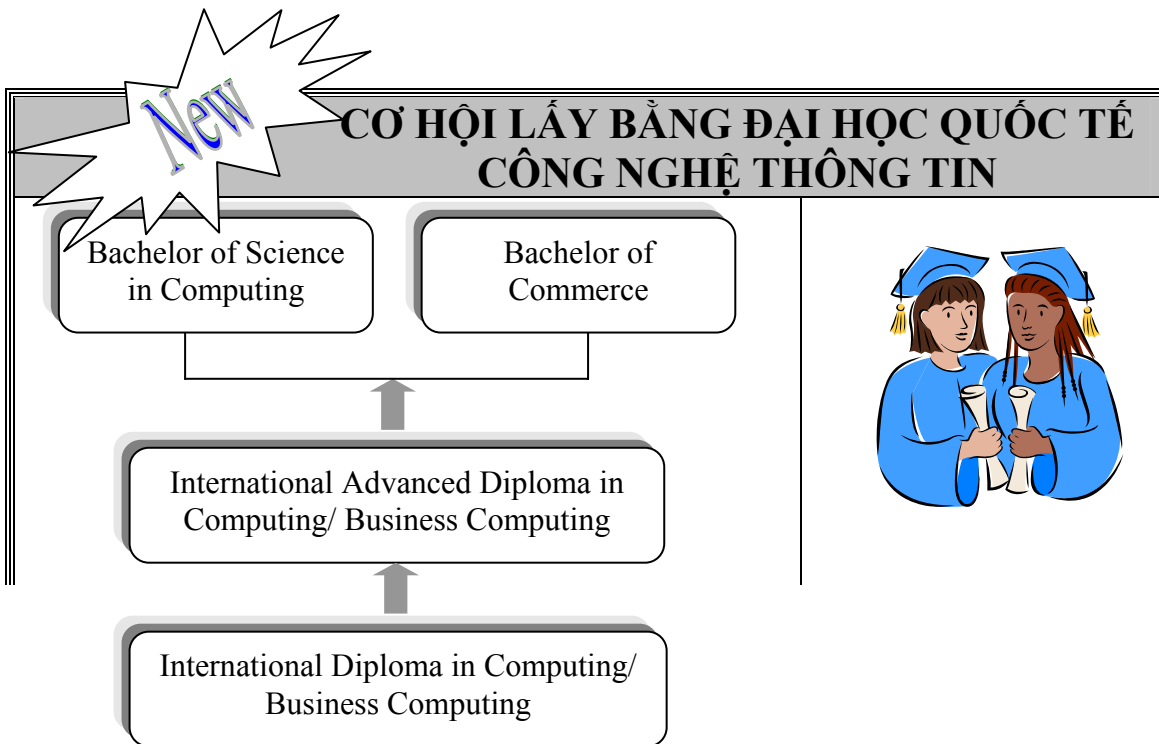 New
CƠ HỘI LẤY BẰNG ĐẠI HỌC QUỐC TẾ
CÔNG NGHỆ THÔNG TIN
Bachelor of Science
in Computing
Bachelor of
Commerce
International Advanced Diploma in
Computing/ Business Computing
International Diploma in Computing/
Business Computing